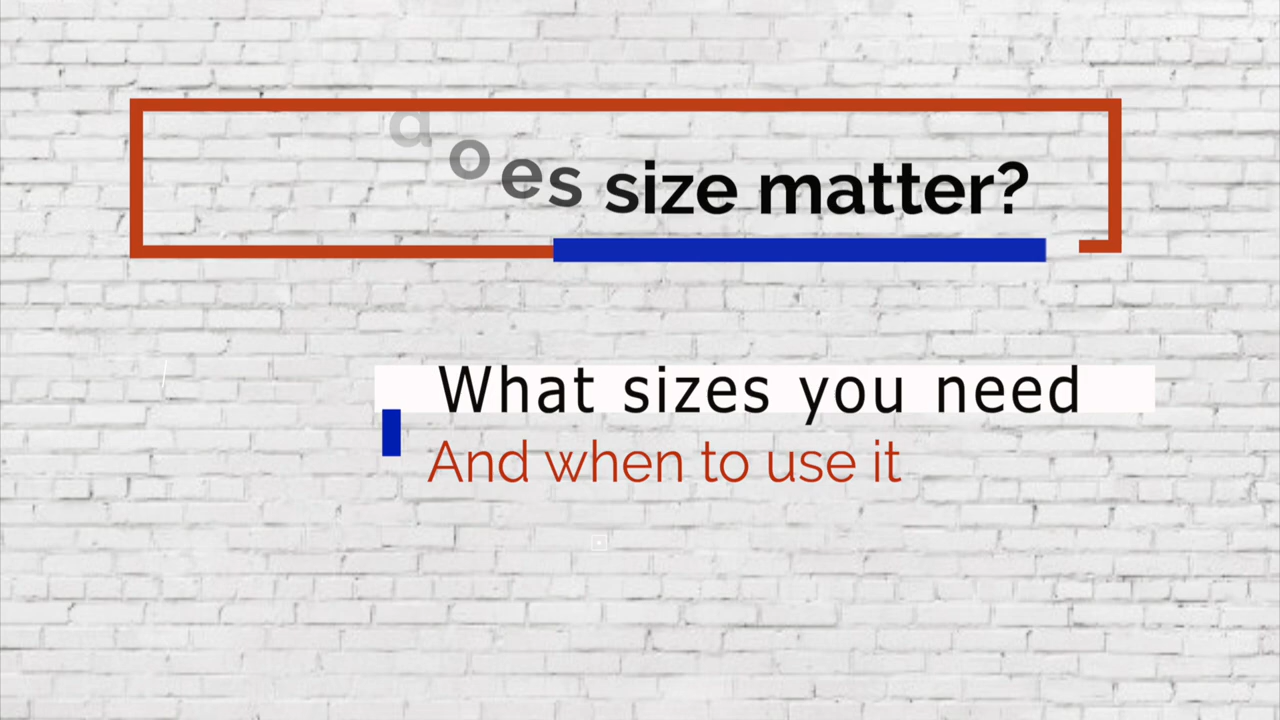 does size matter?
What sizes you need
And when to use it